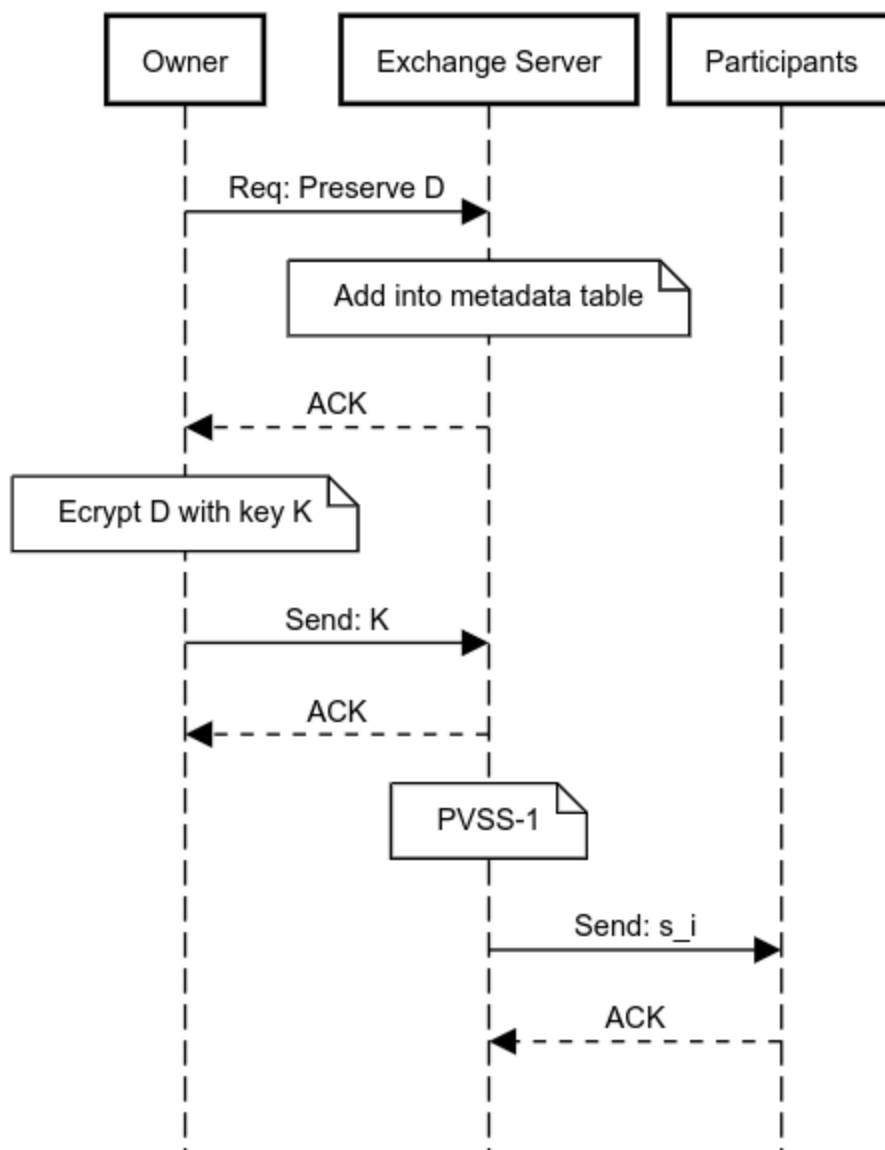 Owner
Exchange Server
Participants
Req: Preserve D
Add into metadata table
ACK
Ecrypt D with key K
Send: K
ACK
PVSS-1
Send: s_i
ACK